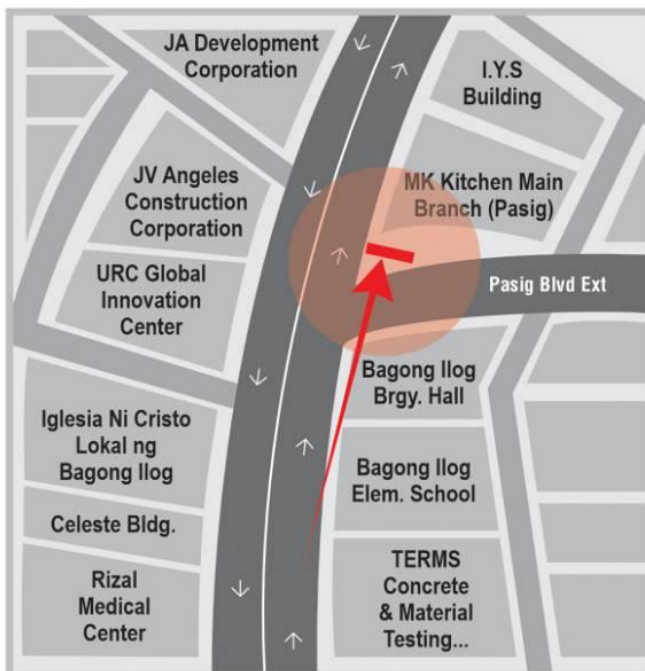 JA Development
Corporation
I.Y.S
Building
JV Angeles
Construction
Corporation
MK Kitchen Main
Branch (Pasig)
URC Global
Innovation
Center
Pasig Blvd Ext
Bagong Ilog
Brgy. Hall
Iglesia Ni Cristo
Lokal ng
Bagong Ilog
Bagong Ilog
Elem. School
Celeste Bldg.
Rizal
Medical
Center
TERMS
Concrete
& Material
Testing...